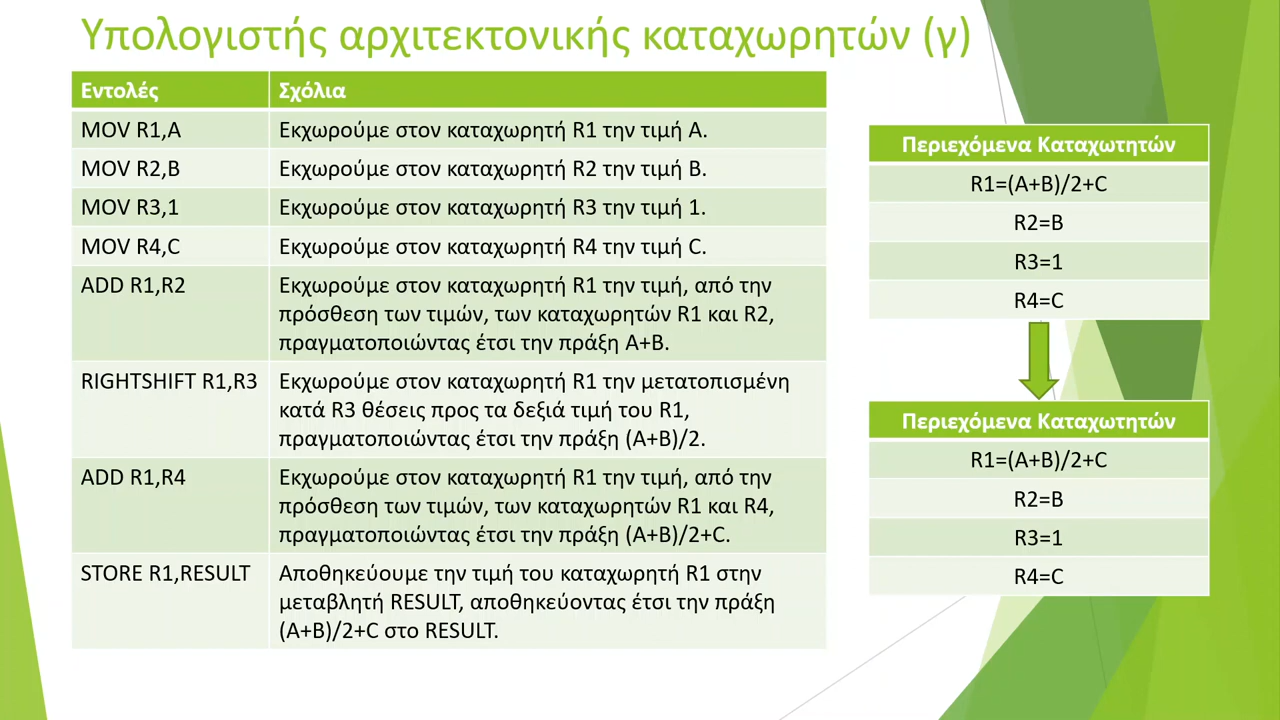 Υπολογιστής αρχιτεκτονικής καταχωρητών (γ)
Εντολές Σχόλια
MOV R1,A Εκχωρούμε στον καταχωρητή R1 την τιμή A.
MOV R2,B Εκχωρούμε στον καταχωρητή R2 την τιμή B.
MOV R3,1 Εκχωρούμε στον καταχωρητή R3 την τιμή 1.
MOV R4,C Εκχωρούμε στον καταχωρητή R4 την τιμή C.
ADD R1,R2 Εκχωρούμε στον καταχωρητή R1 την τιμή, από την
πρόσθεση των τιμών, των καταχωρητών R1 και R2,
πραγματοποιώντας έτσι την πράξη A+B.
RIGHTSHIFT R1,R3 Εκχωρούμε στον καταχωρητή R1 την μετατοπισμένη
κατά R3 θέσεις προς τα δεξιά τιμή του R1,
πραγματοποιώντας έτσι την πράξη (A+B)/2.
ADD R1,R4 Εκχωρούμε στον καταχωρητή R1 την τιμή, από την
πρόσθεση των τιμών, των καταχωρητών R1 και R4,
πραγματοποιώντας έτσι την πράξη (A+B)/2+C.
STORE R1,RESULT Αποθηκεύουμε την τιμή του καταχωρητή R1 στην
μεταβλητή RESULT, αποθηκεύοντας έτσι την πράξη
(A+B)/2+C στο RESULT.
Περιεχόμενα Καταχωτητών
R1=(A+B)/2+C
R2=B
R3=1
R4=C
Περιεχόμενα Καταχωτητών
R1=(A+B)/2+C
R2=B
R3=1
R4=C